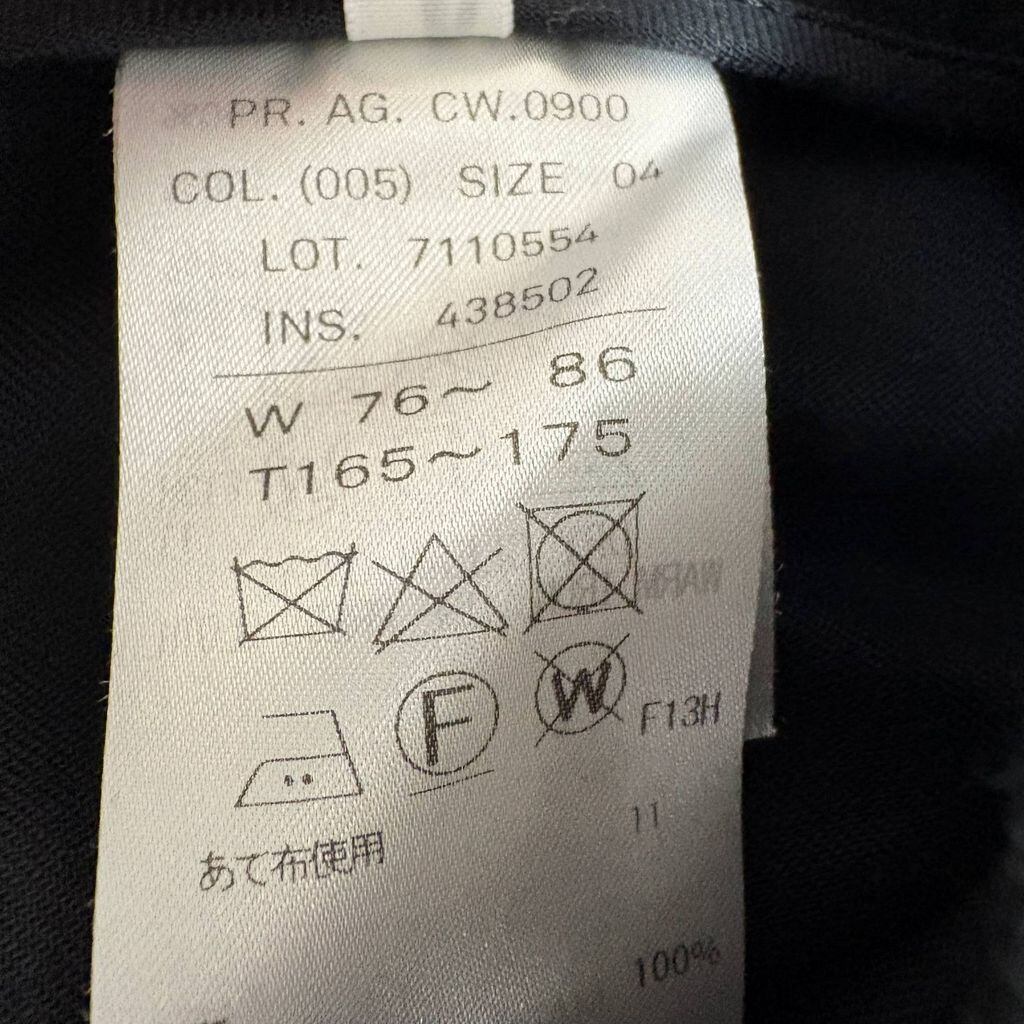 PR. AG. CW.0900
COL. (005) SIZE 04
LOT. 7110554
INS. 438502
W 76～ 86
T165～175
F
W
F13H
11
あて布使用
100%